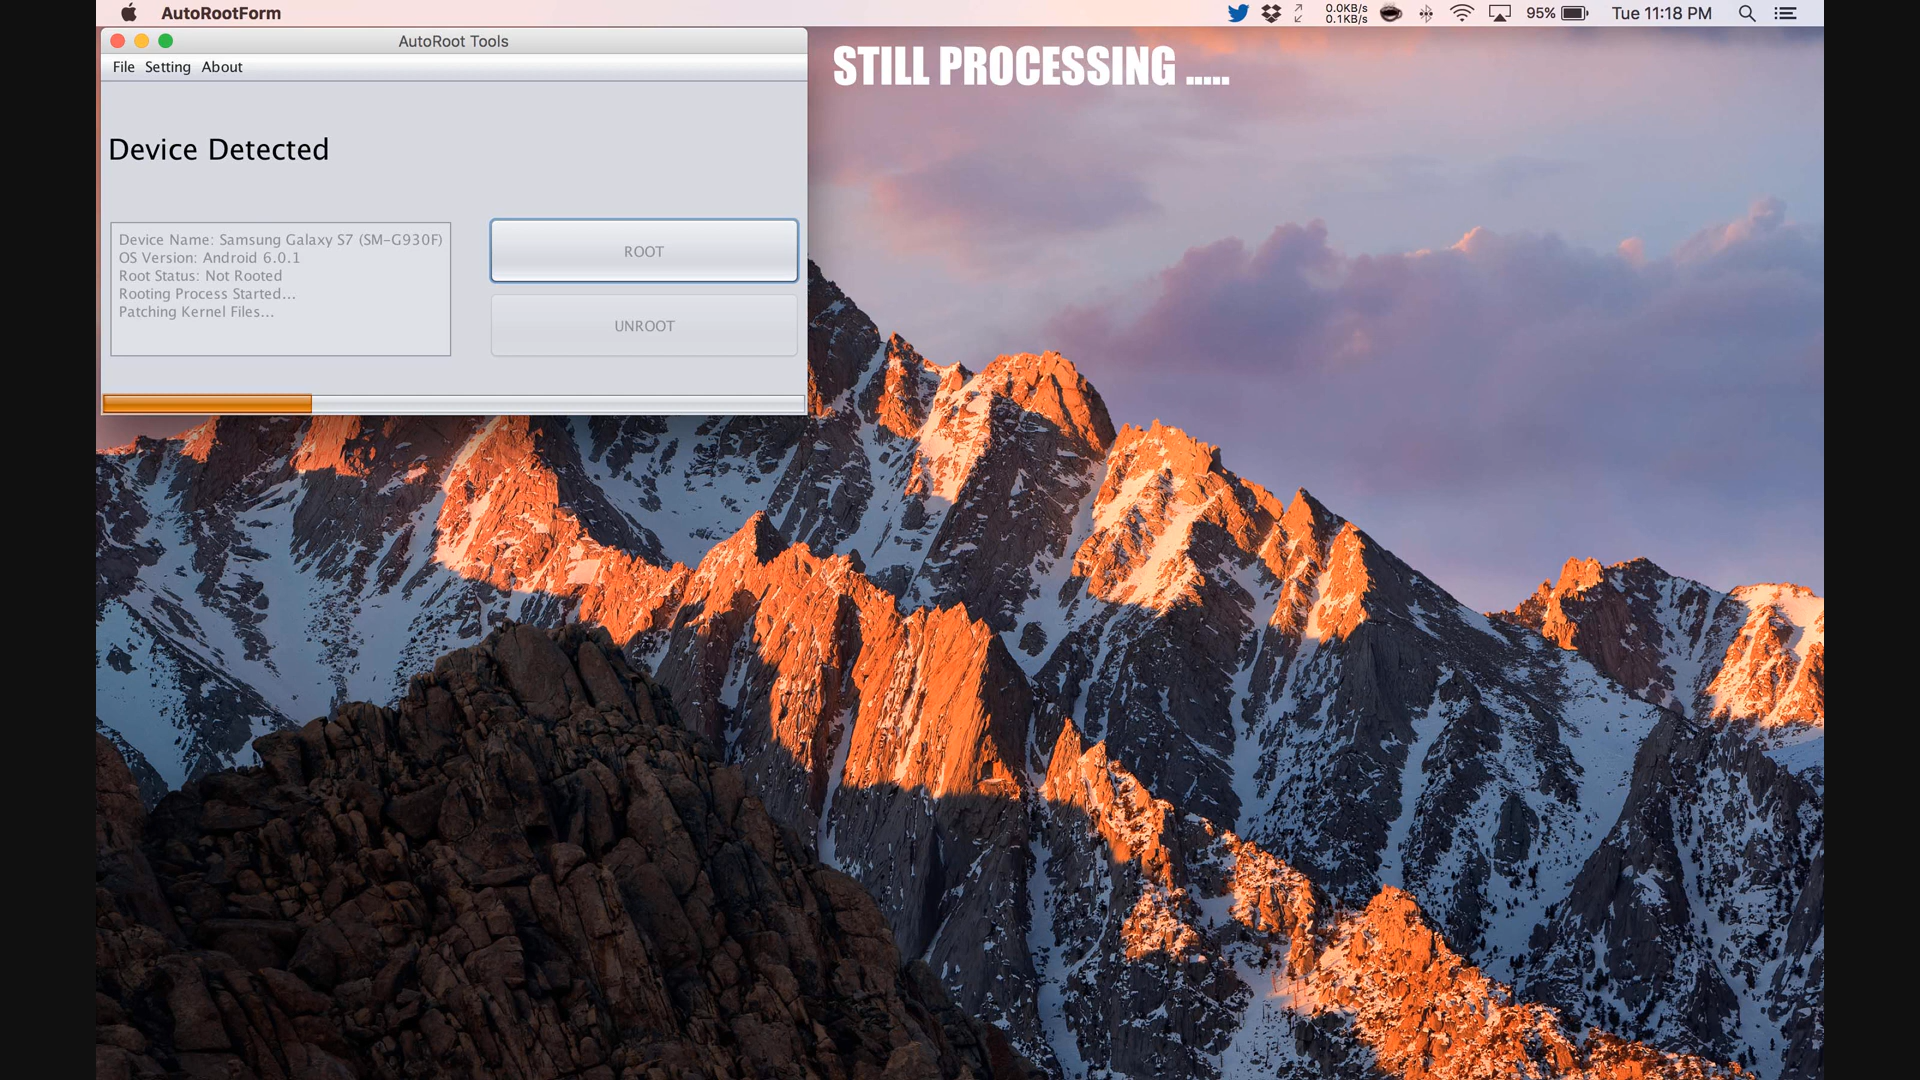 AutoRootForm
0.0KB/s
0.1KB/s
95%
Tue 11:18 PM
AutoRoot Tools
File Setting About
STILL PROCESSING .....
Device Detected
Device Name: Samsung Galaxy S7 (SM-G930F)
OS Version: Android 6.0.1
Root Status: Not Rooted
Rooting Process Started...
Patching Kernel Files...
ROOT
UNROOT